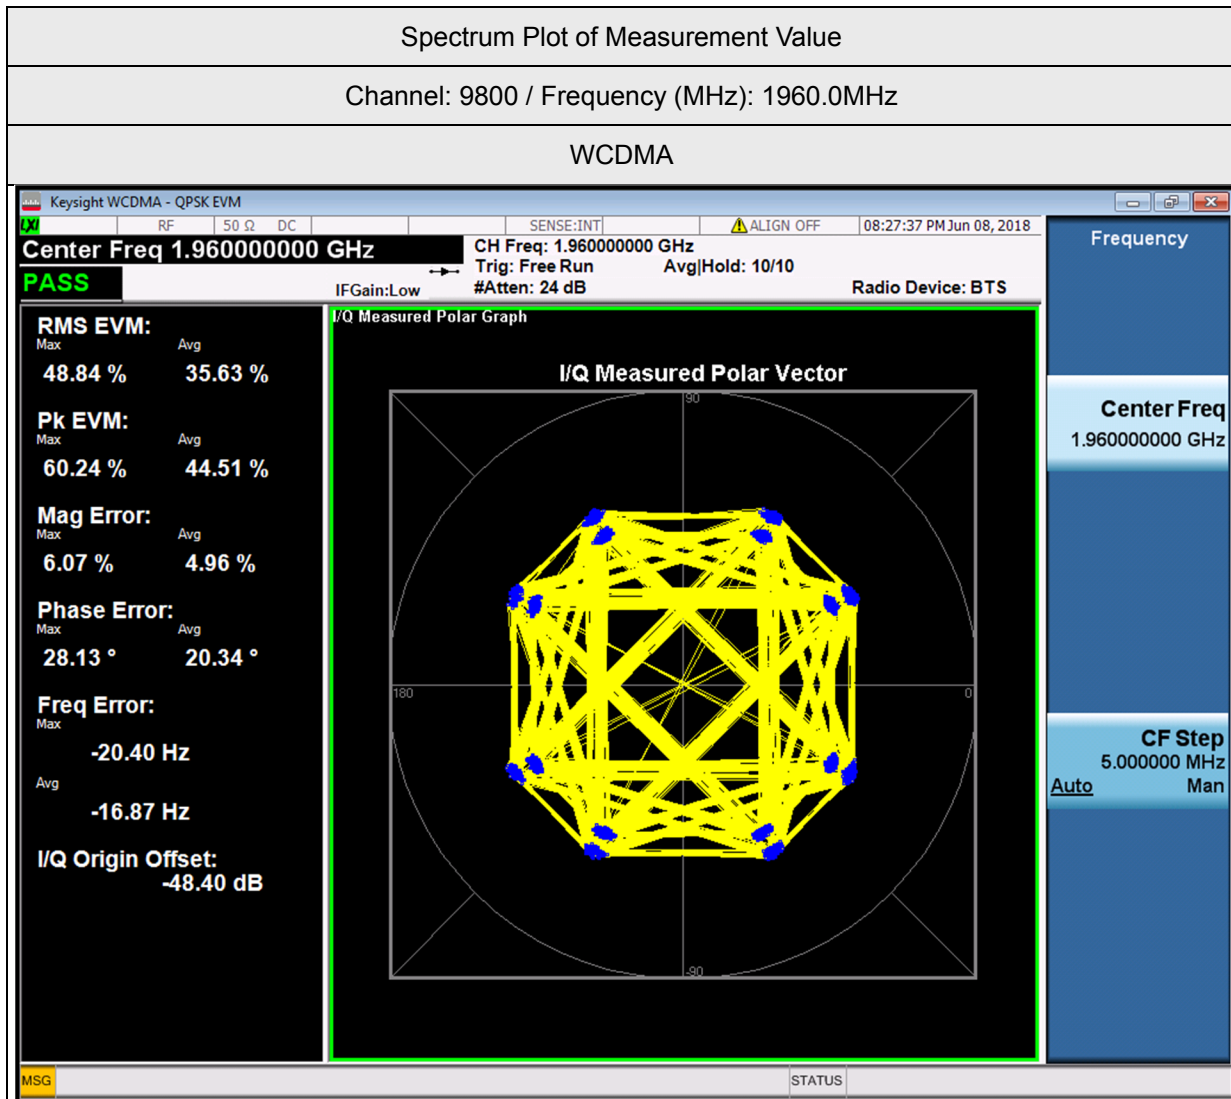 Spectrum Plot of Measurement Value
Channel: 9800 / Frequency (MHz): 1960.0MHz
WCDMA
Keysight WCDMA - QPSK EVM
LXI RF 50 Ω DC SENSE:INT ALIGN OFF 08:27:37 PM Jun 08, 2018
Center Freq 1.960000000 GHz
CH Freq: 1.960000000 GHz
Trig: Free Run Avg|Hold: 10/10
PASS
IFGain:Low #Atten: 24 dB Radio Device: BTS
Frequency
Center Freq
1.960000000 GHz
CF Step
5.000000 MHz
Auto Man
RMS EVM:
Max Avg
48.84 % 35.63 %
Pk EVM:
Max Avg
60.24 % 44.51 %
Mag Error:
Max Avg
6.07 % 4.96 %
Phase Error:
Max Avg
28.13 ° 20.34 °
Freq Error:
Max
-20.40 Hz
Avg
-16.87 Hz
I/Q Origin Offset:
-48.40 dB
I/Q Measured Polar Graph
I/Q Measured Polar Vector
90
180
0
-90
MSG STATUS